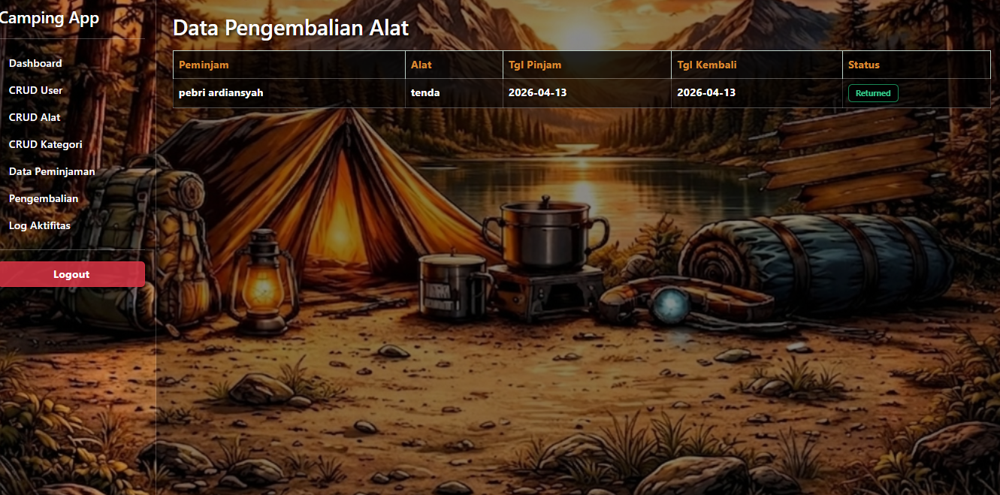 Camping App
Dashboard
CRUD User
CRUD Alat
CRUD Kategori
Data Peminjaman
Pengembalian
Log Aktifitas
Logout
Data Pengembalian Alat
Peminjam Alat Tgl Pinjam Tgl Kembali Status
pebri ardiansyah tenda 2026-04-13 2026-04-13 Returned